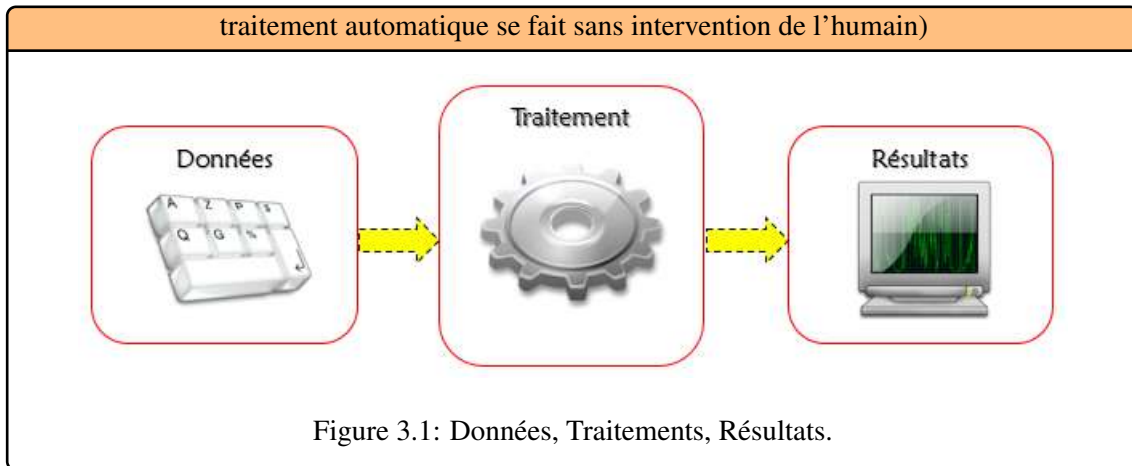 traitement automatique se fait sans intervention de l’humain)
Données
Traitement
Résultats
A Z P $
Q G %
Figure 3.1: Données, Traitements, Résultats.